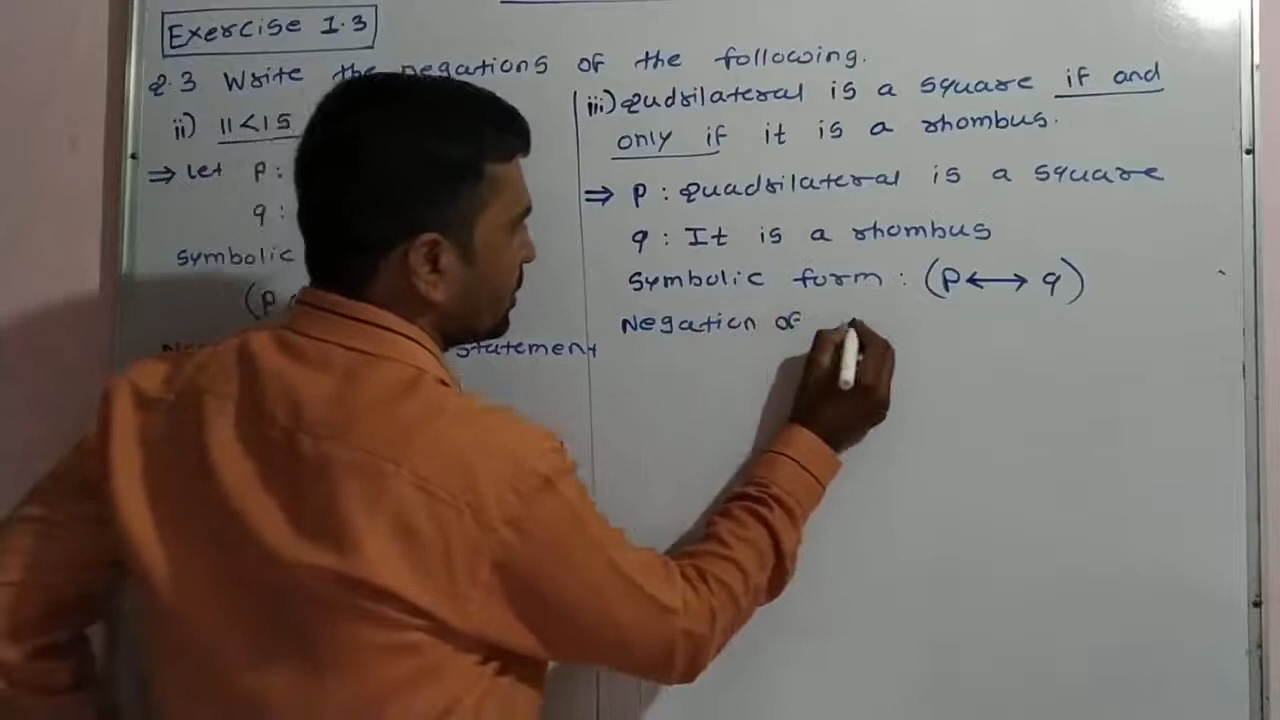 Exercise 1.3
Q.3 Write the negations of the following.
ii) 11<15
⇒ Let P:
q:
Symbolic
(P
statement
iii) Qudrilateral is a square if and
only if it is a rhombus.
⇒ P : Quadrilateral is a square
q : It is a rhombus
Symbolic form : (P ⟷ q)
Negation of